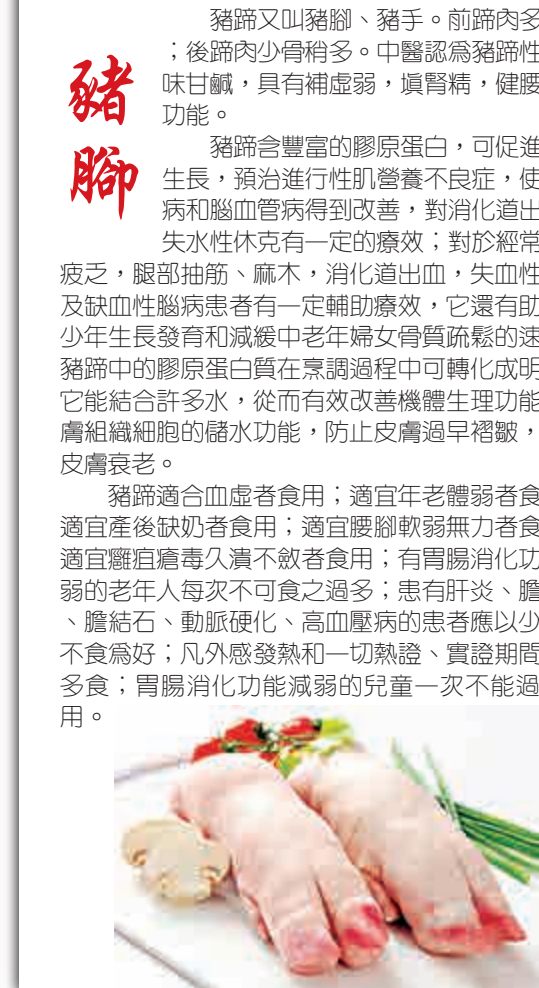 豬腳
豬蹄又叫豬腳、豬手。前蹄肉多
；後蹄肉少骨稍多。中醫認爲豬蹄性
味甘鹹，具有補虛弱，塡腎精，健腰
功能。
豬蹄含豐富的膠原蛋白，可促進
生長，預治進行性肌營養不良症，使
病和腦血管病得到改善，對消化道出
失水性休克有一定的療效；對於經常
疲乏，腿部抽筋、麻木，消化道出血，失血性
及缺血性腦病患者有一定輔助療效，它還有助
少年生長發育和減緩中老年婦女骨質疏鬆的速
豬蹄中的膠原蛋白質在烹調過程中可轉化成明
它能結合許多水，從而有效改善機體生理功能
膚組織細胞的儲水功能，防止皮膚過早褶皺，
皮膚衰老。
豬蹄適合血虛者食用；適宜年老體弱者食
適宜產後缺奶者食用；適宜腰腳軟弱無力者食
適宜癰疽瘡毒久潰不斂者食用；有胃腸消化功
弱的老年人每次不可食之過多；患有肝炎、膽
、膽結石、動脈硬化、高血壓病的患者應以少
不食爲好；凡外感發熱和一切熱證、實證期間
多食；胃腸消化功能減弱的兒童一次不能過
用。